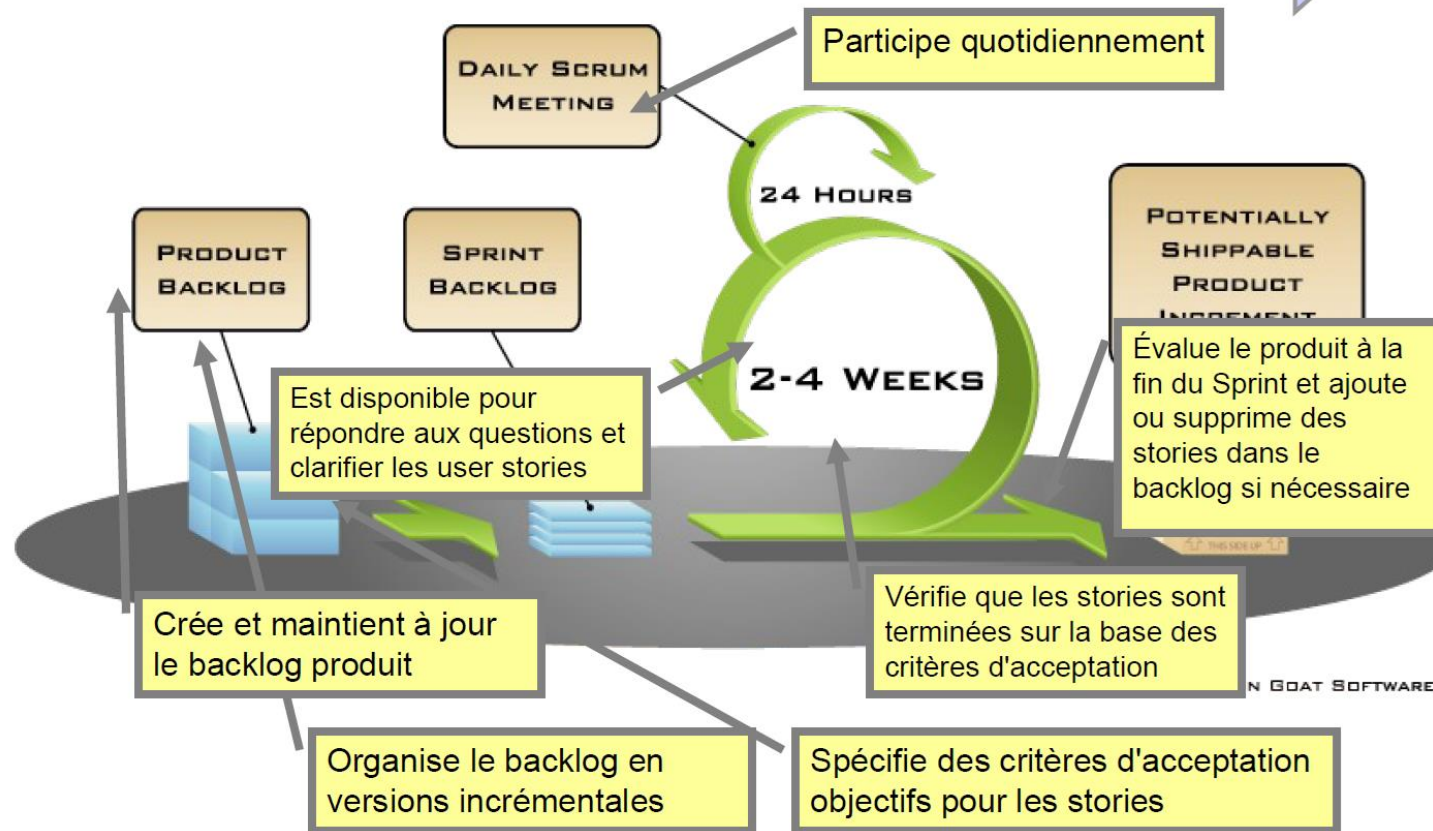 Participe quotidiennement
DAILY SCRUM
MEETING
24 HOURS
PRODUCT
BACKLOG
SPRINT
BACKLOG
POTENTIALLY
SHIPPABLE
PRODUCT
INCREMENT
2-4 WEEKS
Est disponible pour
répondre aux questions et
clarifier les user stories
Évalue le produit à la
fin du Sprint et ajoute
ou supprime des
stories dans le
backlog si nécessaire
THIS SIDE UP
Crée et maintient à jour
le backlog produit
Vérifie que les stories sont
terminées sur la base des
critères d'acceptation
N GOAT SOFTWARE
Organise le backlog en
versions incrémentales
Spécifie des critères d'acceptation
objectifs pour les stories